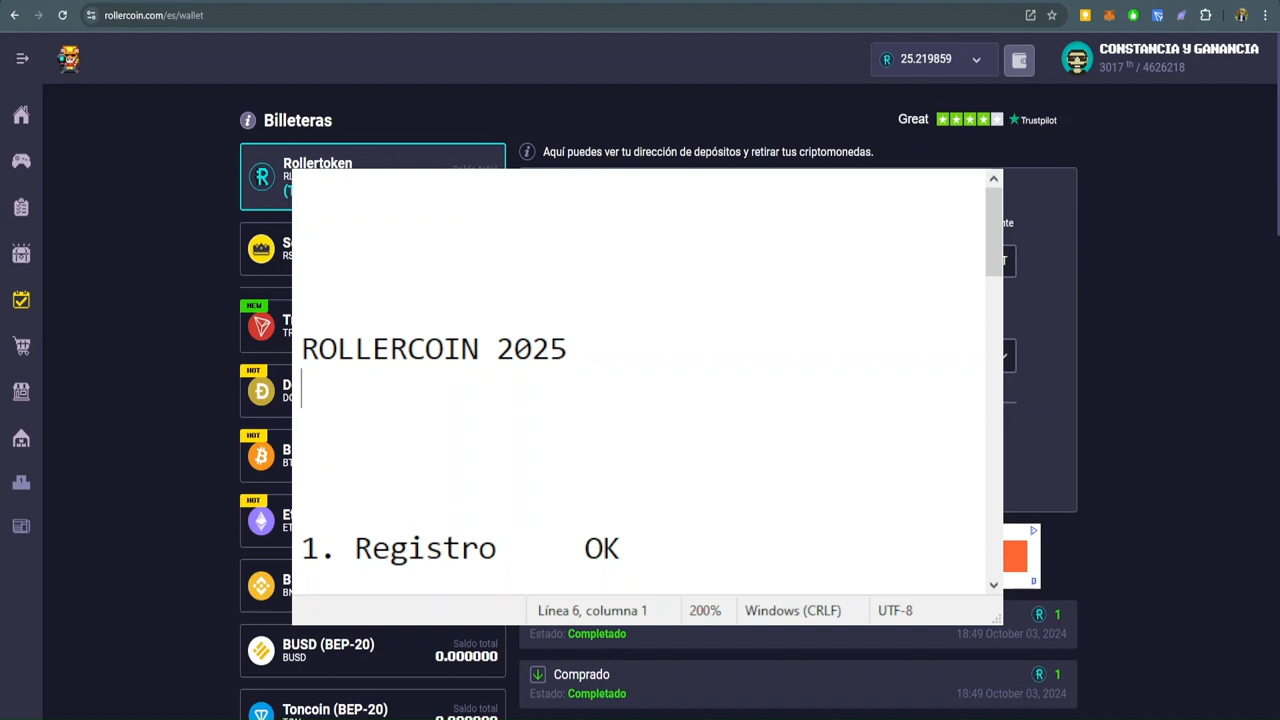 rollercoin.com/es/wallet
25.219859
CONSTANCIA Y GANANCIA
3017 th / 4626218
Billeteras
Great
Trustpilot
Rollertoken
Saldo total
Aquí puedes ver tu dirección de depósitos y retirar tus criptomonedas.
NEW
HOT
HOT
HOT
ROLLERCOIN 2025
1. Registro OK
Línea 6, columna 1
200%
Windows (CRLF)
UTF-8
1
Estado: Completado
18:49 October 03, 2024
BUSD (BEP-20)
Saldo total
BUSD
0.000000
Comprado
1
Estado: Completado
18:49 October 03, 2024
Toncoin (BEP-20)